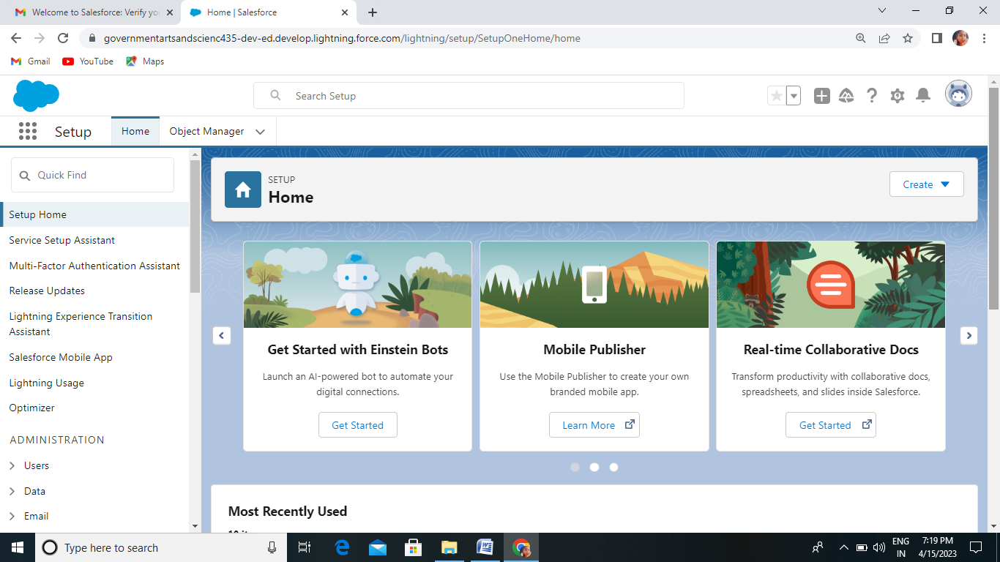 Welcome to Salesforce: Verify you
Home | Salesforce
governmentartsandscienc435-dev-ed.develop.lightning.force.com/lightning/setup/SetupOneHome/home
Gmail
YouTube
Maps
Search Setup
Setup
Home
Object Manager
Quick Find
Setup Home
Service Setup Assistant
Multi-Factor Authentication Assistant
Release Updates
Lightning Experience Transition
Assistant
Salesforce Mobile App
Lightning Usage
Optimizer
ADMINISTRATION
Users
Data
Email
SETUP
Home
Create
Get Started with Einstein Bots
Launch an AI-powered bot to automate your
digital connections.
Get Started
Mobile Publisher
Use the Mobile Publisher to create your own
branded mobile app.
Learn More
Real-time Collaborative Docs
Transform productivity with collaborative docs,
spreadsheets, and slides inside Salesforce.
Get Started
Most Recently Used
Type here to search
ENG
IN
7:19 PM
4/15/2023